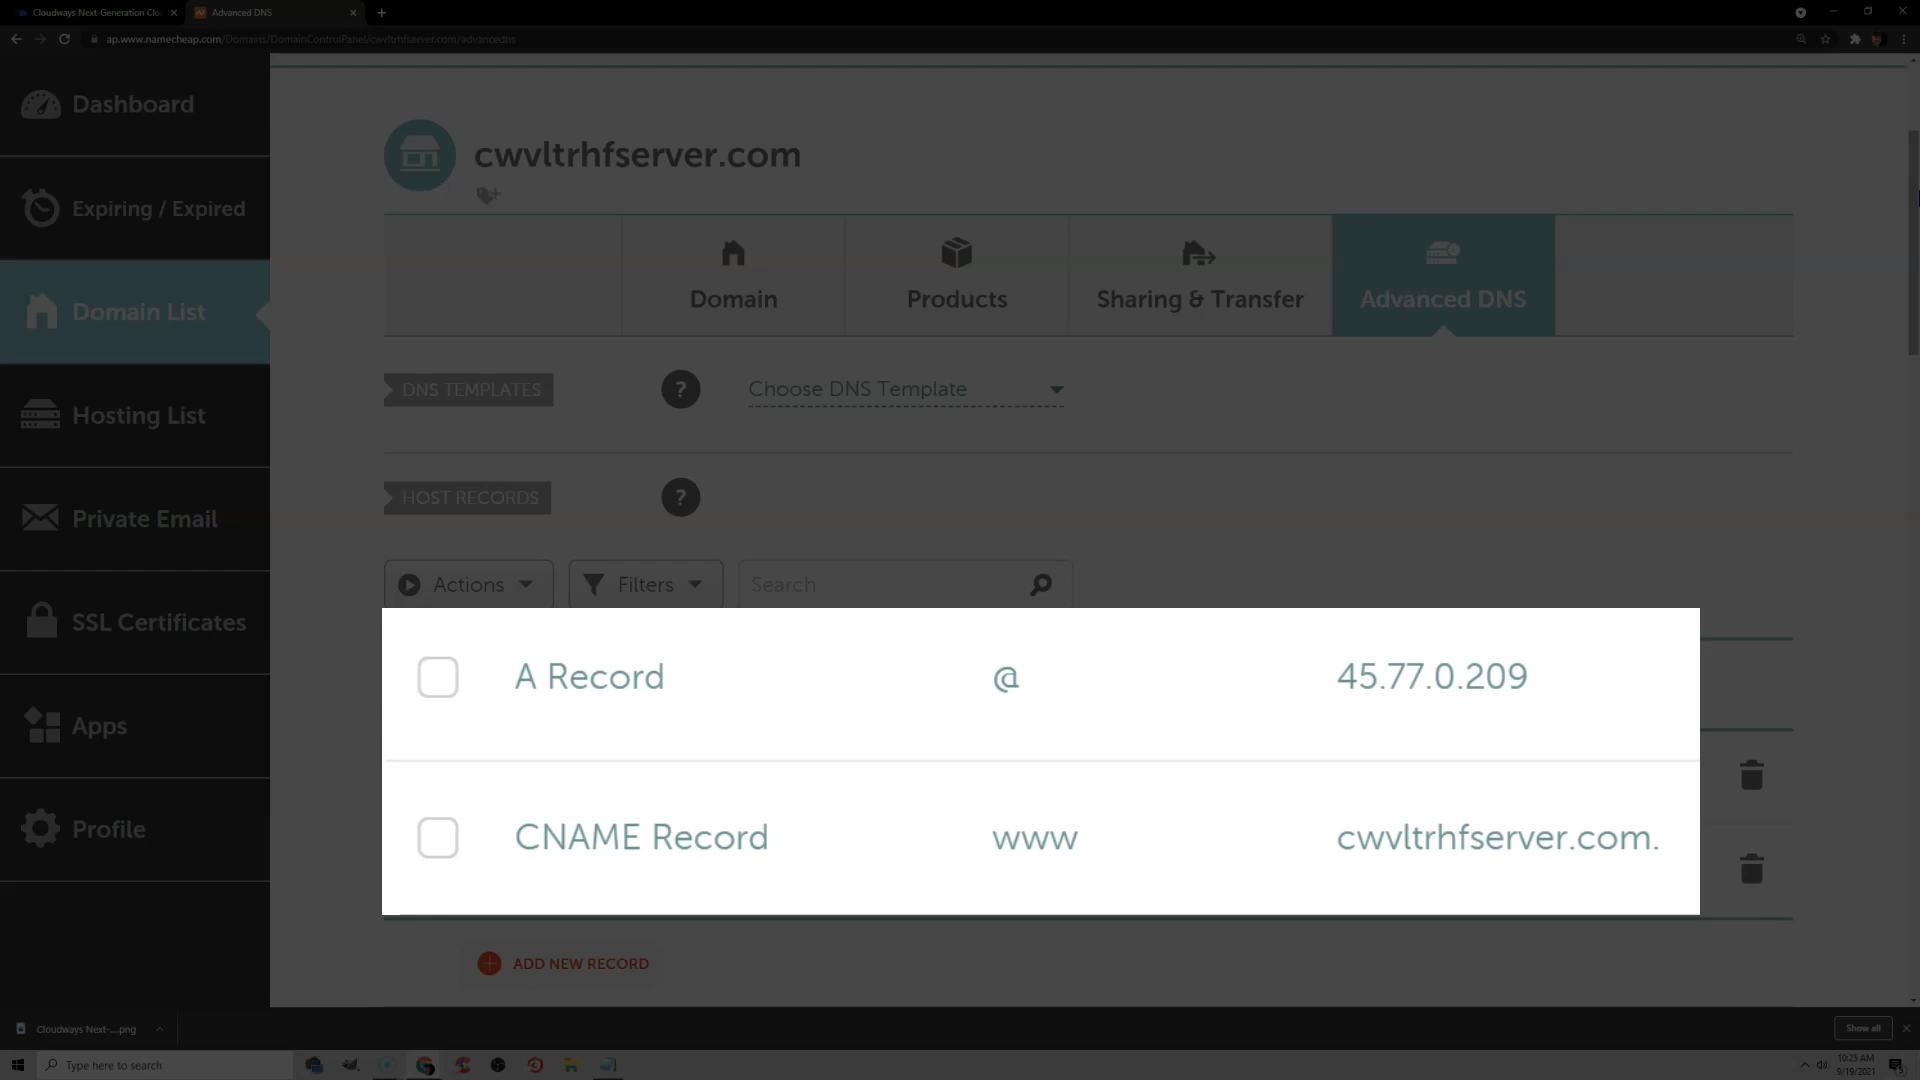 Cloudways Next-Generation Clou
Advanced DNS
ap.www.namecheap.com/Domains/DomainControlPanel/cwvltrhfserver.com/advanceddns
Dashboard
Expiring / Expired
Domain List
Hosting List
Private Email
SSL Certificates
Apps
Profile
cwvltrhfserver.com
Domain
Products
Sharing & Transfer
Advanced DNS
DNS TEMPLATES
?
Choose DNS Template
HOST RECORDS
?
Actions
Filters
Search
A Record
@
45.77.0.209
CNAME Record
www
cwvltrhfserver.com.
ADD NEW RECORD
Cloudways Next-....png
Show all
Type here to search
10:25 AM
9/19/2021